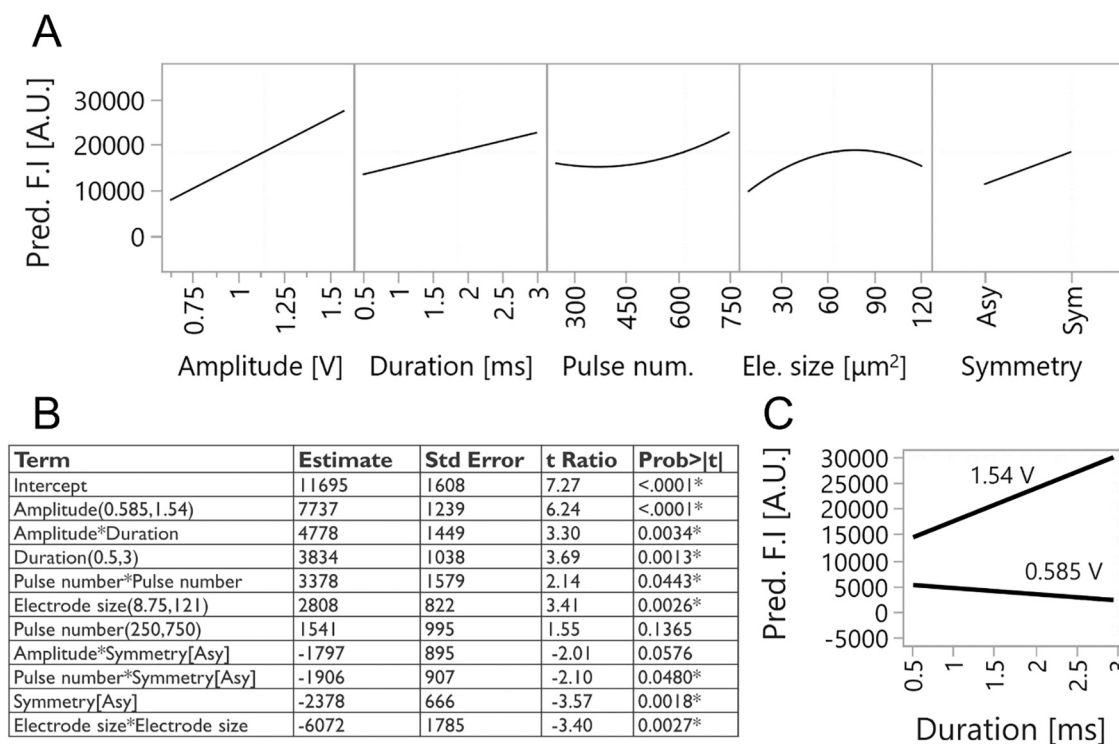 A
Pred. F.I [A.U.]
30000
20000
10000
0
0.75 1 1.25 1.5
0.5 1 1.5 2 2.5 3
300 450 600 750
30 60 90 120
Asy Sym
Amplitude [V] Duration [ms] Pulse num. Ele. size [µm²] Symmetry
B
Term Estimate Std Error t Ratio Prob>|t|
Intercept 11695 1608 7.27 <.0001*
Amplitude(0.585,1.54) 7737 1239 6.24 <.0001*
Amplitude*Duration 4778 1449 3.30 0.0034*
Duration(0.5,3) 3834 1038 3.69 0.0013*
Pulse number*Pulse number 3378 1579 2.14 0.0443*
Electrode size(8.75,121) 2808 822 3.41 0.0026*
Pulse number(250,750) 1541 995 1.55 0.1365
Amplitude*Symmetry[Asy] -1797 895 -2.01 0.0576
Pulse number*Symmetry[Asy] -1906 907 -2.10 0.0480*
Symmetry[Asy] -2378 666 -3.57 0.0018*
Electrode size*Electrode size -6072 1785 -3.40 0.0027*
C
Pred. F.I [A.U.]
30000
25000
20000
15000
10000
5000
0
-5000
1.54 V
0.585 V
0.5 1 1.5 2 2.5 3
Duration [ms]